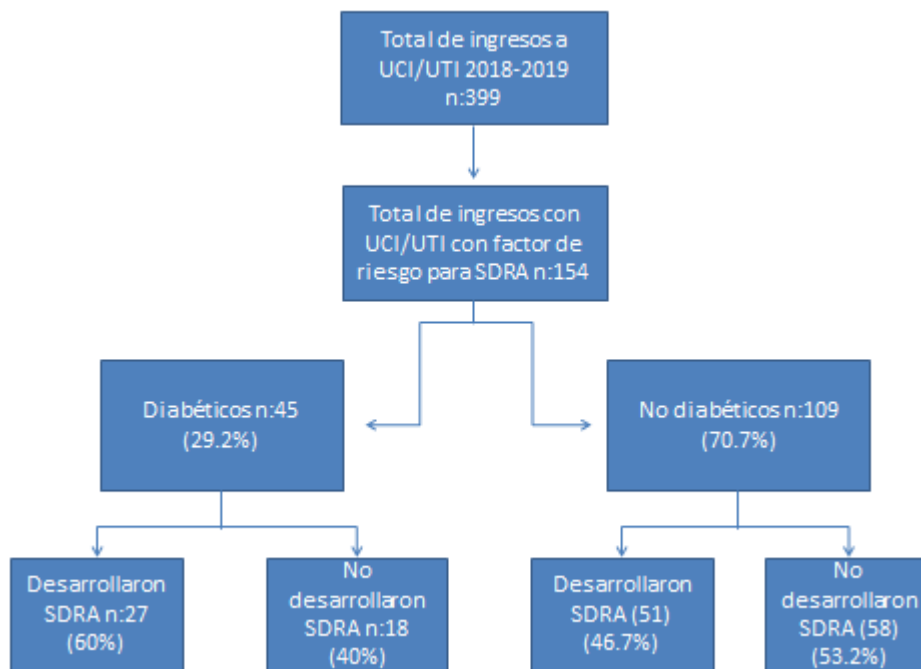 Total de ingresos a
UCI/UTI 2018-2019
n:399
Total de ingresos con
UCI/UTI con factor de
riesgo para SDRA n:154
Diabéticos n:45
(29.2%)
No diabéticos n:109
(70.7%)
Desarrollaron
SDRA n:27
(60%)
No
desarrollaron
SDRA n:18
(40%)
Desarrollaron
SDRA (51)
(46.7%)
No
desarrollaron
SDRA (58)
(53.2%)